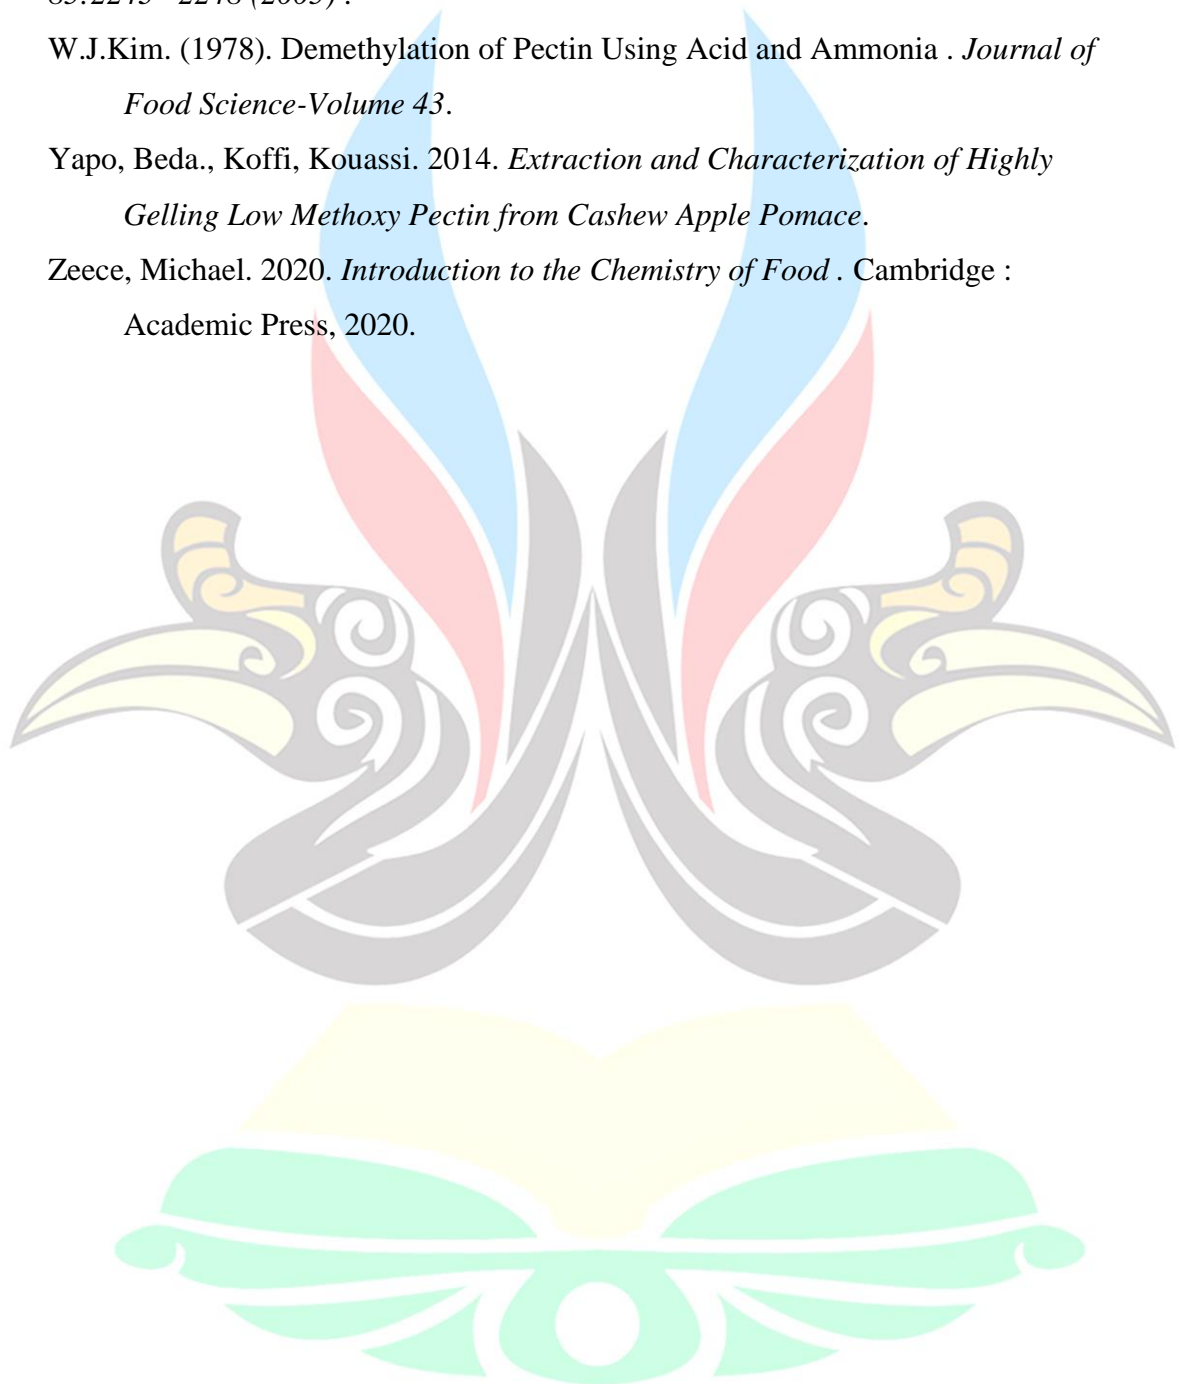 W.J.Kim. (1978). Demethylation of Pectin Using Acid and Ammonia . Journal of
Food Science-Volume 43.
Yapo, Beda., Koffi, Kouassi. 2014. Extraction and Characterization of Highly
Gelling Low Methoxy Pectin from Cashew Apple Pomace.
Zeece, Michael. 2020. Introduction to the Chemistry of Food . Cambridge :
Academic Press, 2020.